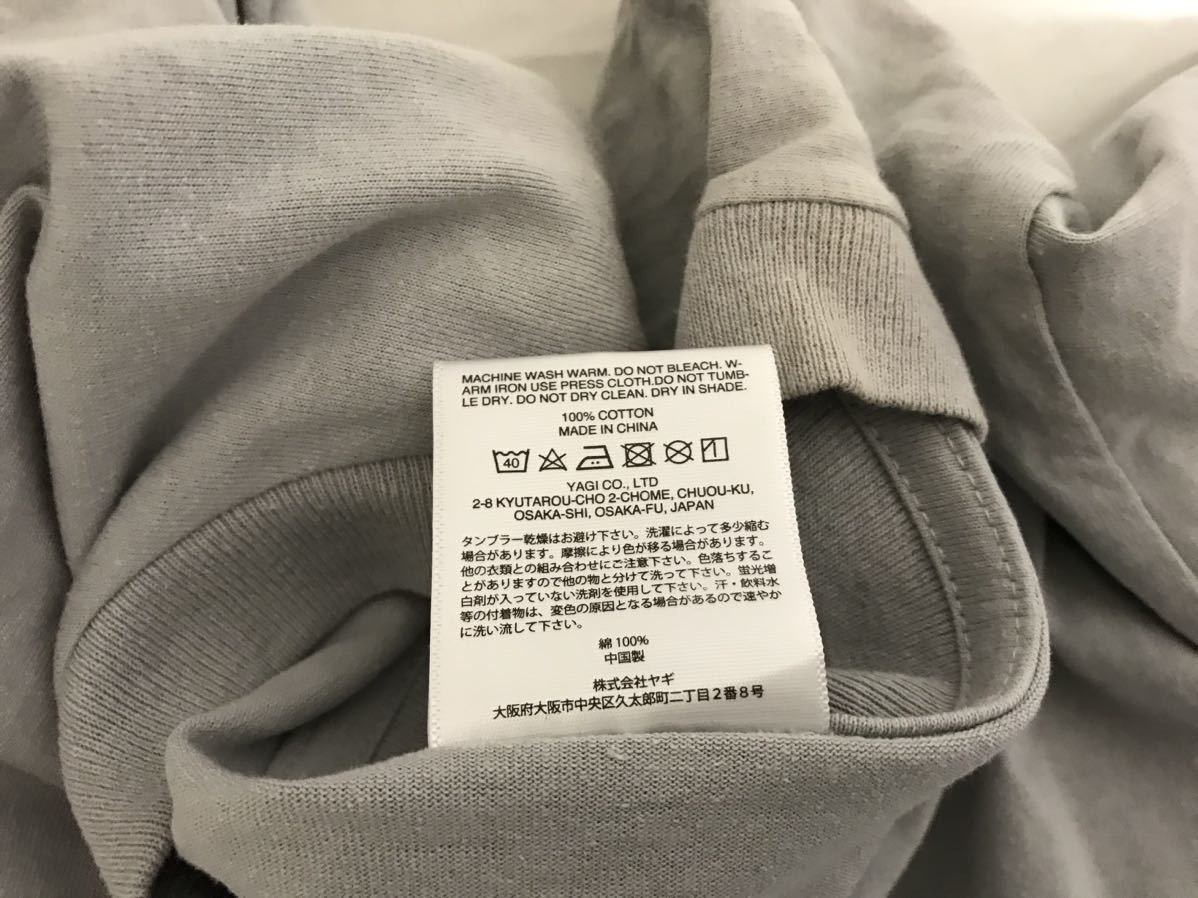 MACHINE WASH WARM. DO NOT BLEACH. W-
ARM IRON USE PRESS CLOTH.DO NOT TUMB-
LE DRY. DO NOT DRY CLEAN. DRY IN SHADE.
100% COTTON
MADE IN CHINA
40
YAGI CO., LTD
2-8 KYUTAROU-CHO 2-CHOME, CHUOU-KU,
OSAKA-SHI, OSAKA-FU, JAPAN
タンブラー乾燥はお避け下さい。洗濯によって多少縮む
場合があります。摩擦により色が移る場合があります。
他の衣類との組み合わせにご注意下さい。色落ちするこ
とがありますので他の物と分けて洗って下さい。蛍光増
白剤が入っていない洗剤を使用して下さい。汗・飲料水
等の付着物は、変色の原因となる場合があるので速やか
に洗い流して下さい。
綿 100%
中国製
株式会社ヤギ
大阪府大阪市中央区久太郎町二丁目2番8号